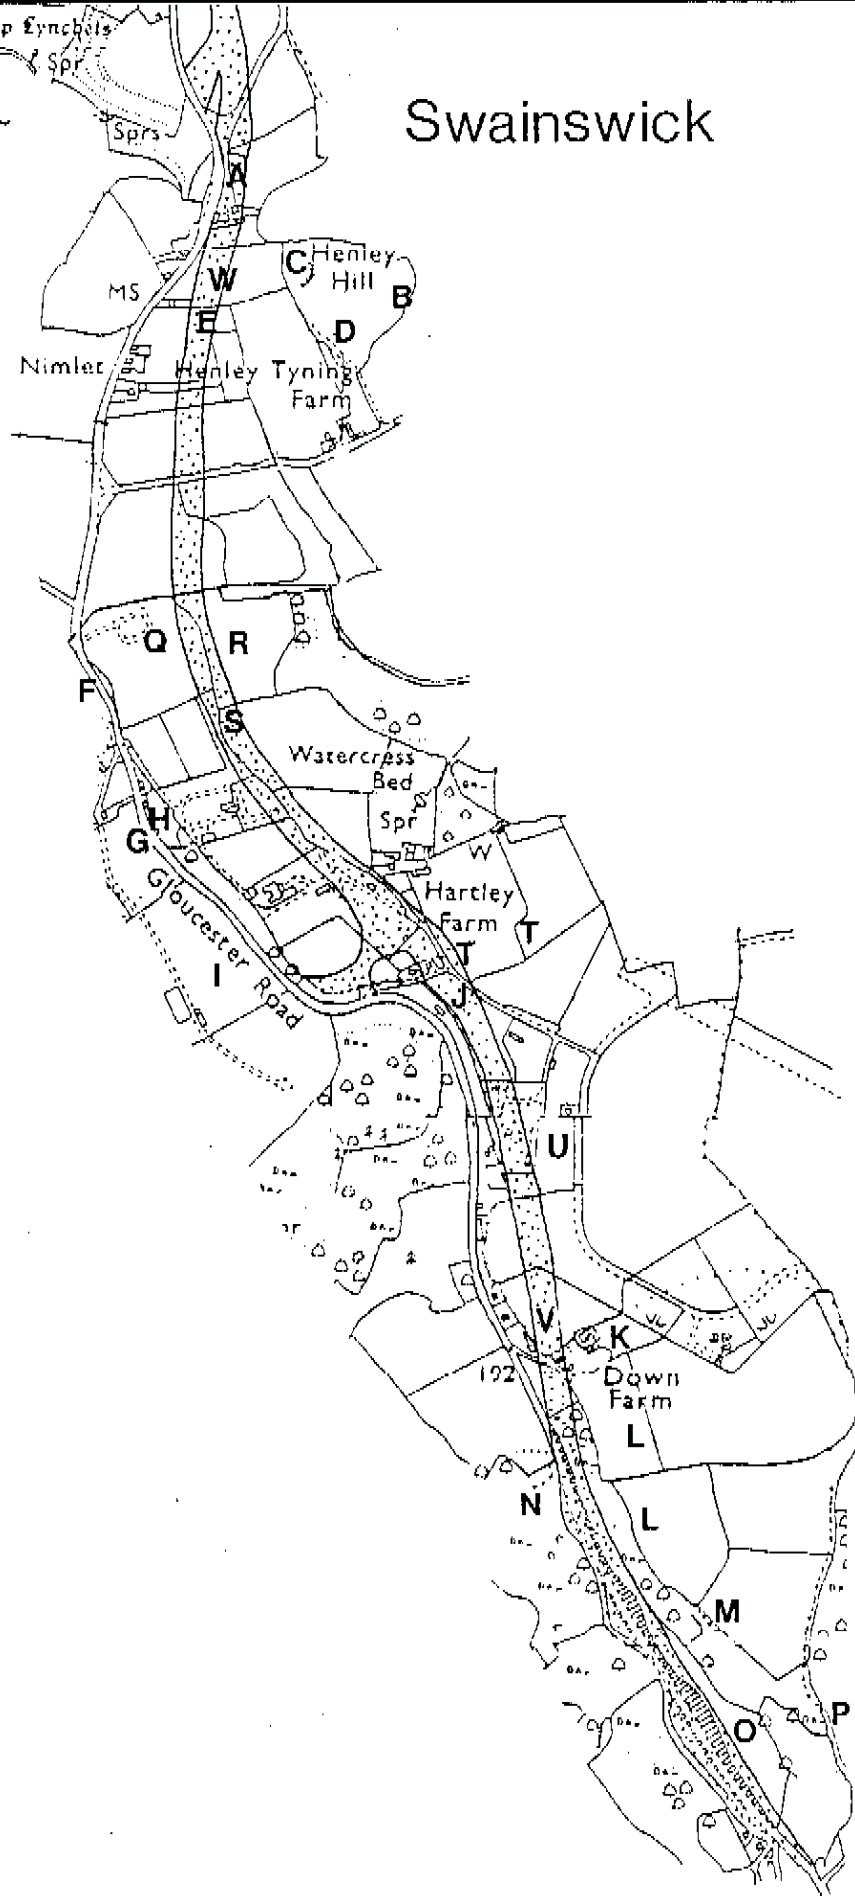 p Lynchets
Spr
Swainswick
Sprs
A
C Henley
Hill
W
MS
B
E
D
Nimlet
Henley Tyning
Farm
Q
R
F
S
Watercress
Bed
Spr
H
G
W
Hartley
Farm
T
T
Gloucester Road
I
J
U
V
K
192
Down
Farm
L
N
L
M
O
P